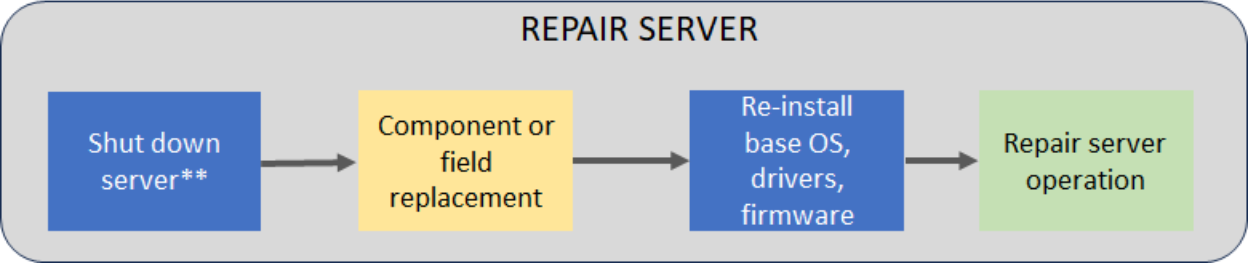 REPAIR SERVER
Shut down
server**
Component or
field
replacement
Re-install
base OS,
drivers,
firmware
Repair server
operation